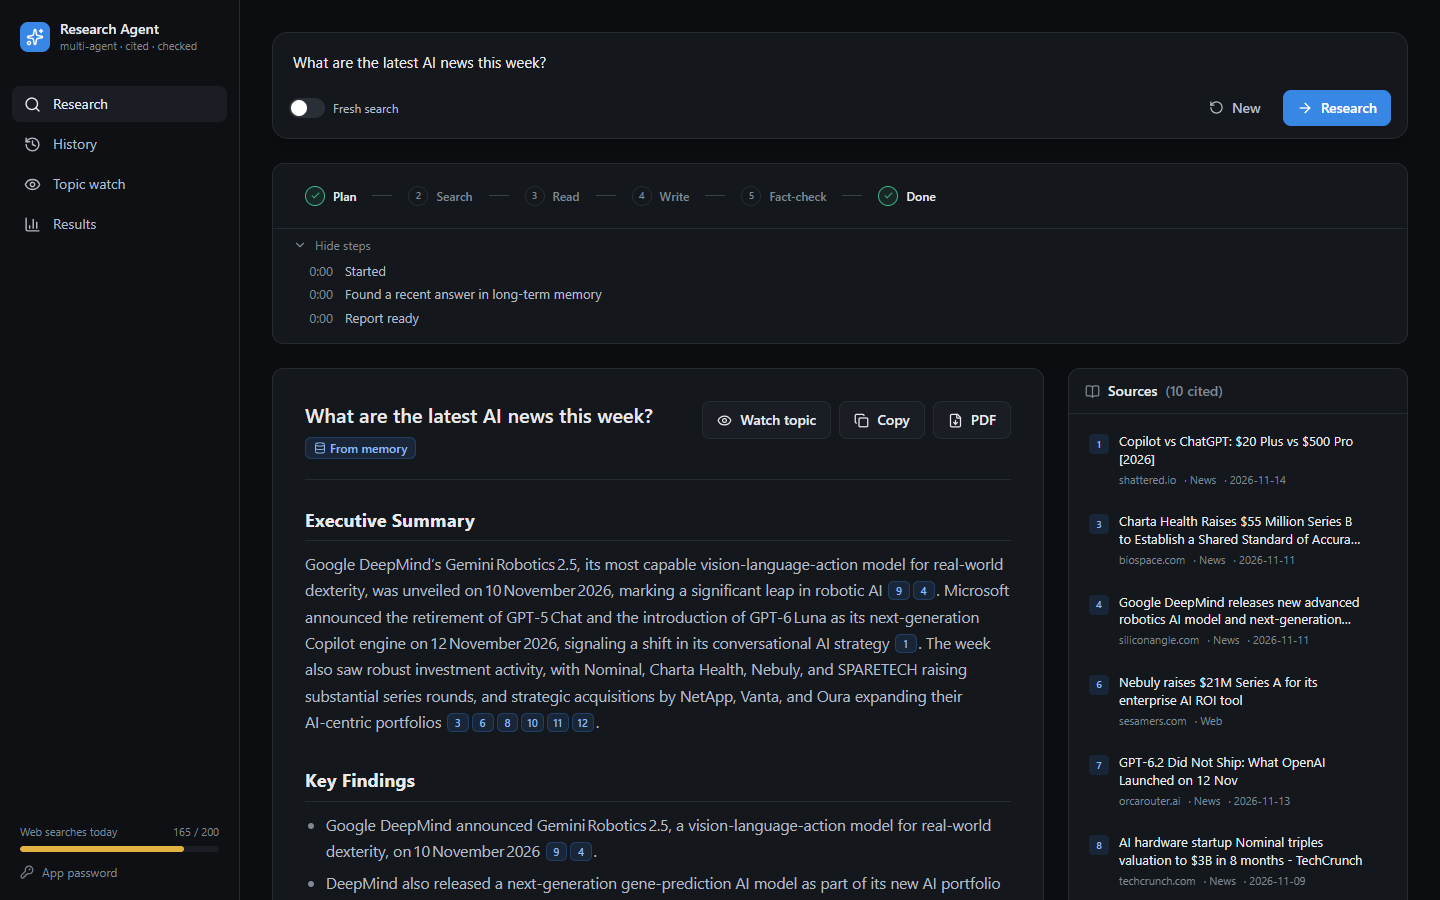 Research Agent
multi-agent · cited · checked
Research
History
Topic watch
Results
Web searches today 165 / 200
App password
What are the latest AI news this week?
Fresh search
New
Research
Plan
2 Search
3 Read
4 Write
5 Fact-check
Done
Hide steps
0:00 Started
0:00 Found a recent answer in long-term memory
0:00 Report ready
What are the latest AI news this week?
From memory
Watch topic
Copy
PDF
Executive Summary
Google DeepMind's Gemini Robotics 2.5, its most capable vision-language-action model for real-world
dexterity, was unveiled on 10 November 2026, marking a significant leap in robotic AI 9 4 . Microsoft
announced the retirement of GPT-5 Chat and the introduction of GPT-6 Luna as its next-generation
Copilot engine on 12 November 2026, signaling a shift in its conversational AI strategy 1 . The week
also saw robust investment activity, with Nominal, Charta Health, Nebuly, and SPARETECH raising
substantial series rounds, and strategic acquisitions by NetApp, Vanta, and Oura expanding their
AI-centric portfolios 3 6 8 10 11 12 .
Key Findings
• Google DeepMind announced Gemini Robotics 2.5, a vision-language-action model for real-world
dexterity, on 10 November 2026 9 4 .
• DeepMind also released a next-generation gene-prediction AI model as part of its new AI portfolio
Sources (10 cited)
1 Copilot vs ChatGPT: $20 Plus vs $500 Pro
[2026]
shattered.io · News · 2026-11-14
3 Charta Health Raises $55 Million Series B
to Establish a Shared Standard of Accura...
biospace.com · News · 2026-11-11
4 Google DeepMind releases new advanced
robotics AI model and next-generation...
siliconangle.com · News · 2026-11-11
6 Nebuly raises $21M Series A for its
enterprise AI ROI tool
sesamers.com · Web
7 GPT-6.2 Did Not Ship: What OpenAI
Launched on 12 Nov
orcarouter.ai · News · 2026-11-13
8 AI hardware startup Nominal triples
valuation to $3B in 8 months - TechCrunch
techcrunch.com · News · 2026-11-09